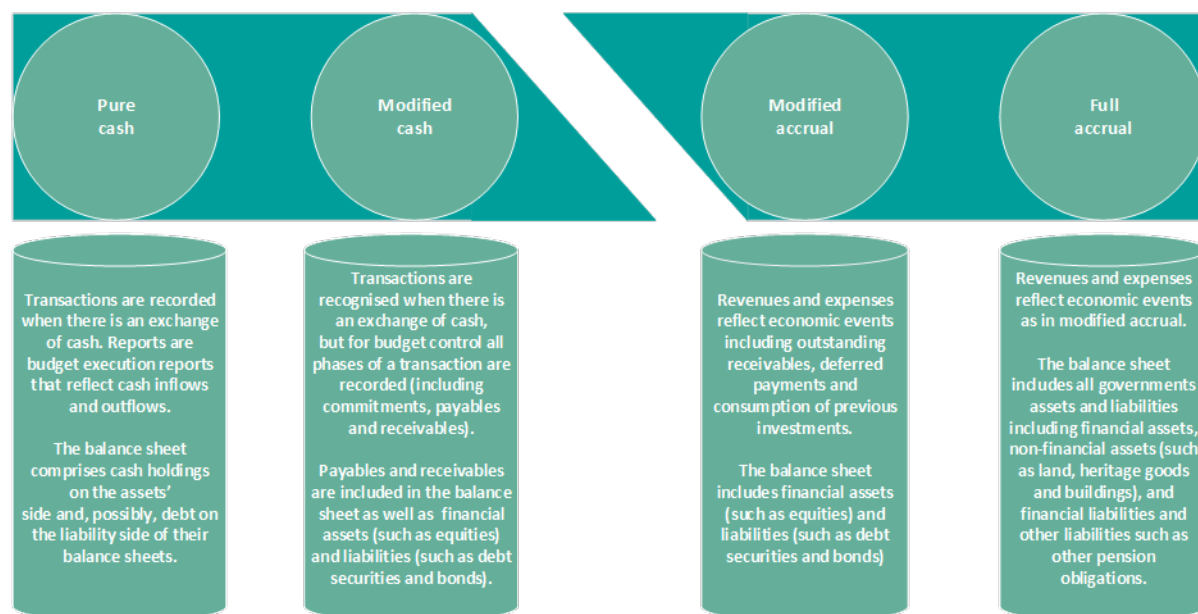 Pure
cash
Modified
cash
Modified
accrual
Full
accrual
Transactions are recorded
when there is an exchange
of cash. Reports are
budget execution reports
that reflect cash inflows
and outflows.
The balance sheet
comprises cash holdings
on the assets’
side and, possibly, debt on
the liability side of their
balance sheets.
Transactions are
recognised when there is
an exchange of cash,
but for budget control all
phases of a transaction are
recorded (including
commitments, payables
and receivables).
Payables and receivables
are included in the balance
sheet as well as financial
assets (such as equities)
and liabilities (such as debt
securities and bonds).
Revenues and expenses
reflect economic events
including outstanding
receivables, deferred
payments and
consumption of previous
investments.
The balance sheet
includes financial assets
(such as equities) and
liabilities (such as debt
securities and bonds)
Revenues and expenses
reflect economic events
as in modified accrual.
The balance sheet
includes all governments
assets and liabilities
including financial assets,
non-financial assets (such
as land, heritage goods
and buildings), and
financial liabilities and
other liabilities such as
other pension
obligations.